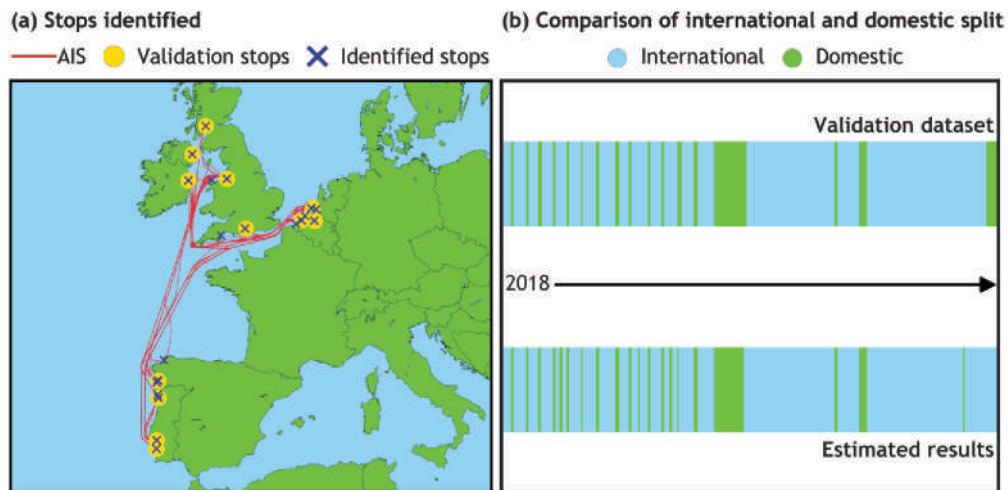 (a) Stops identified
AIS Validation stops Identified stops
(b) Comparison of international and domestic split
International Domestic
Validation dataset
2018
Estimated results